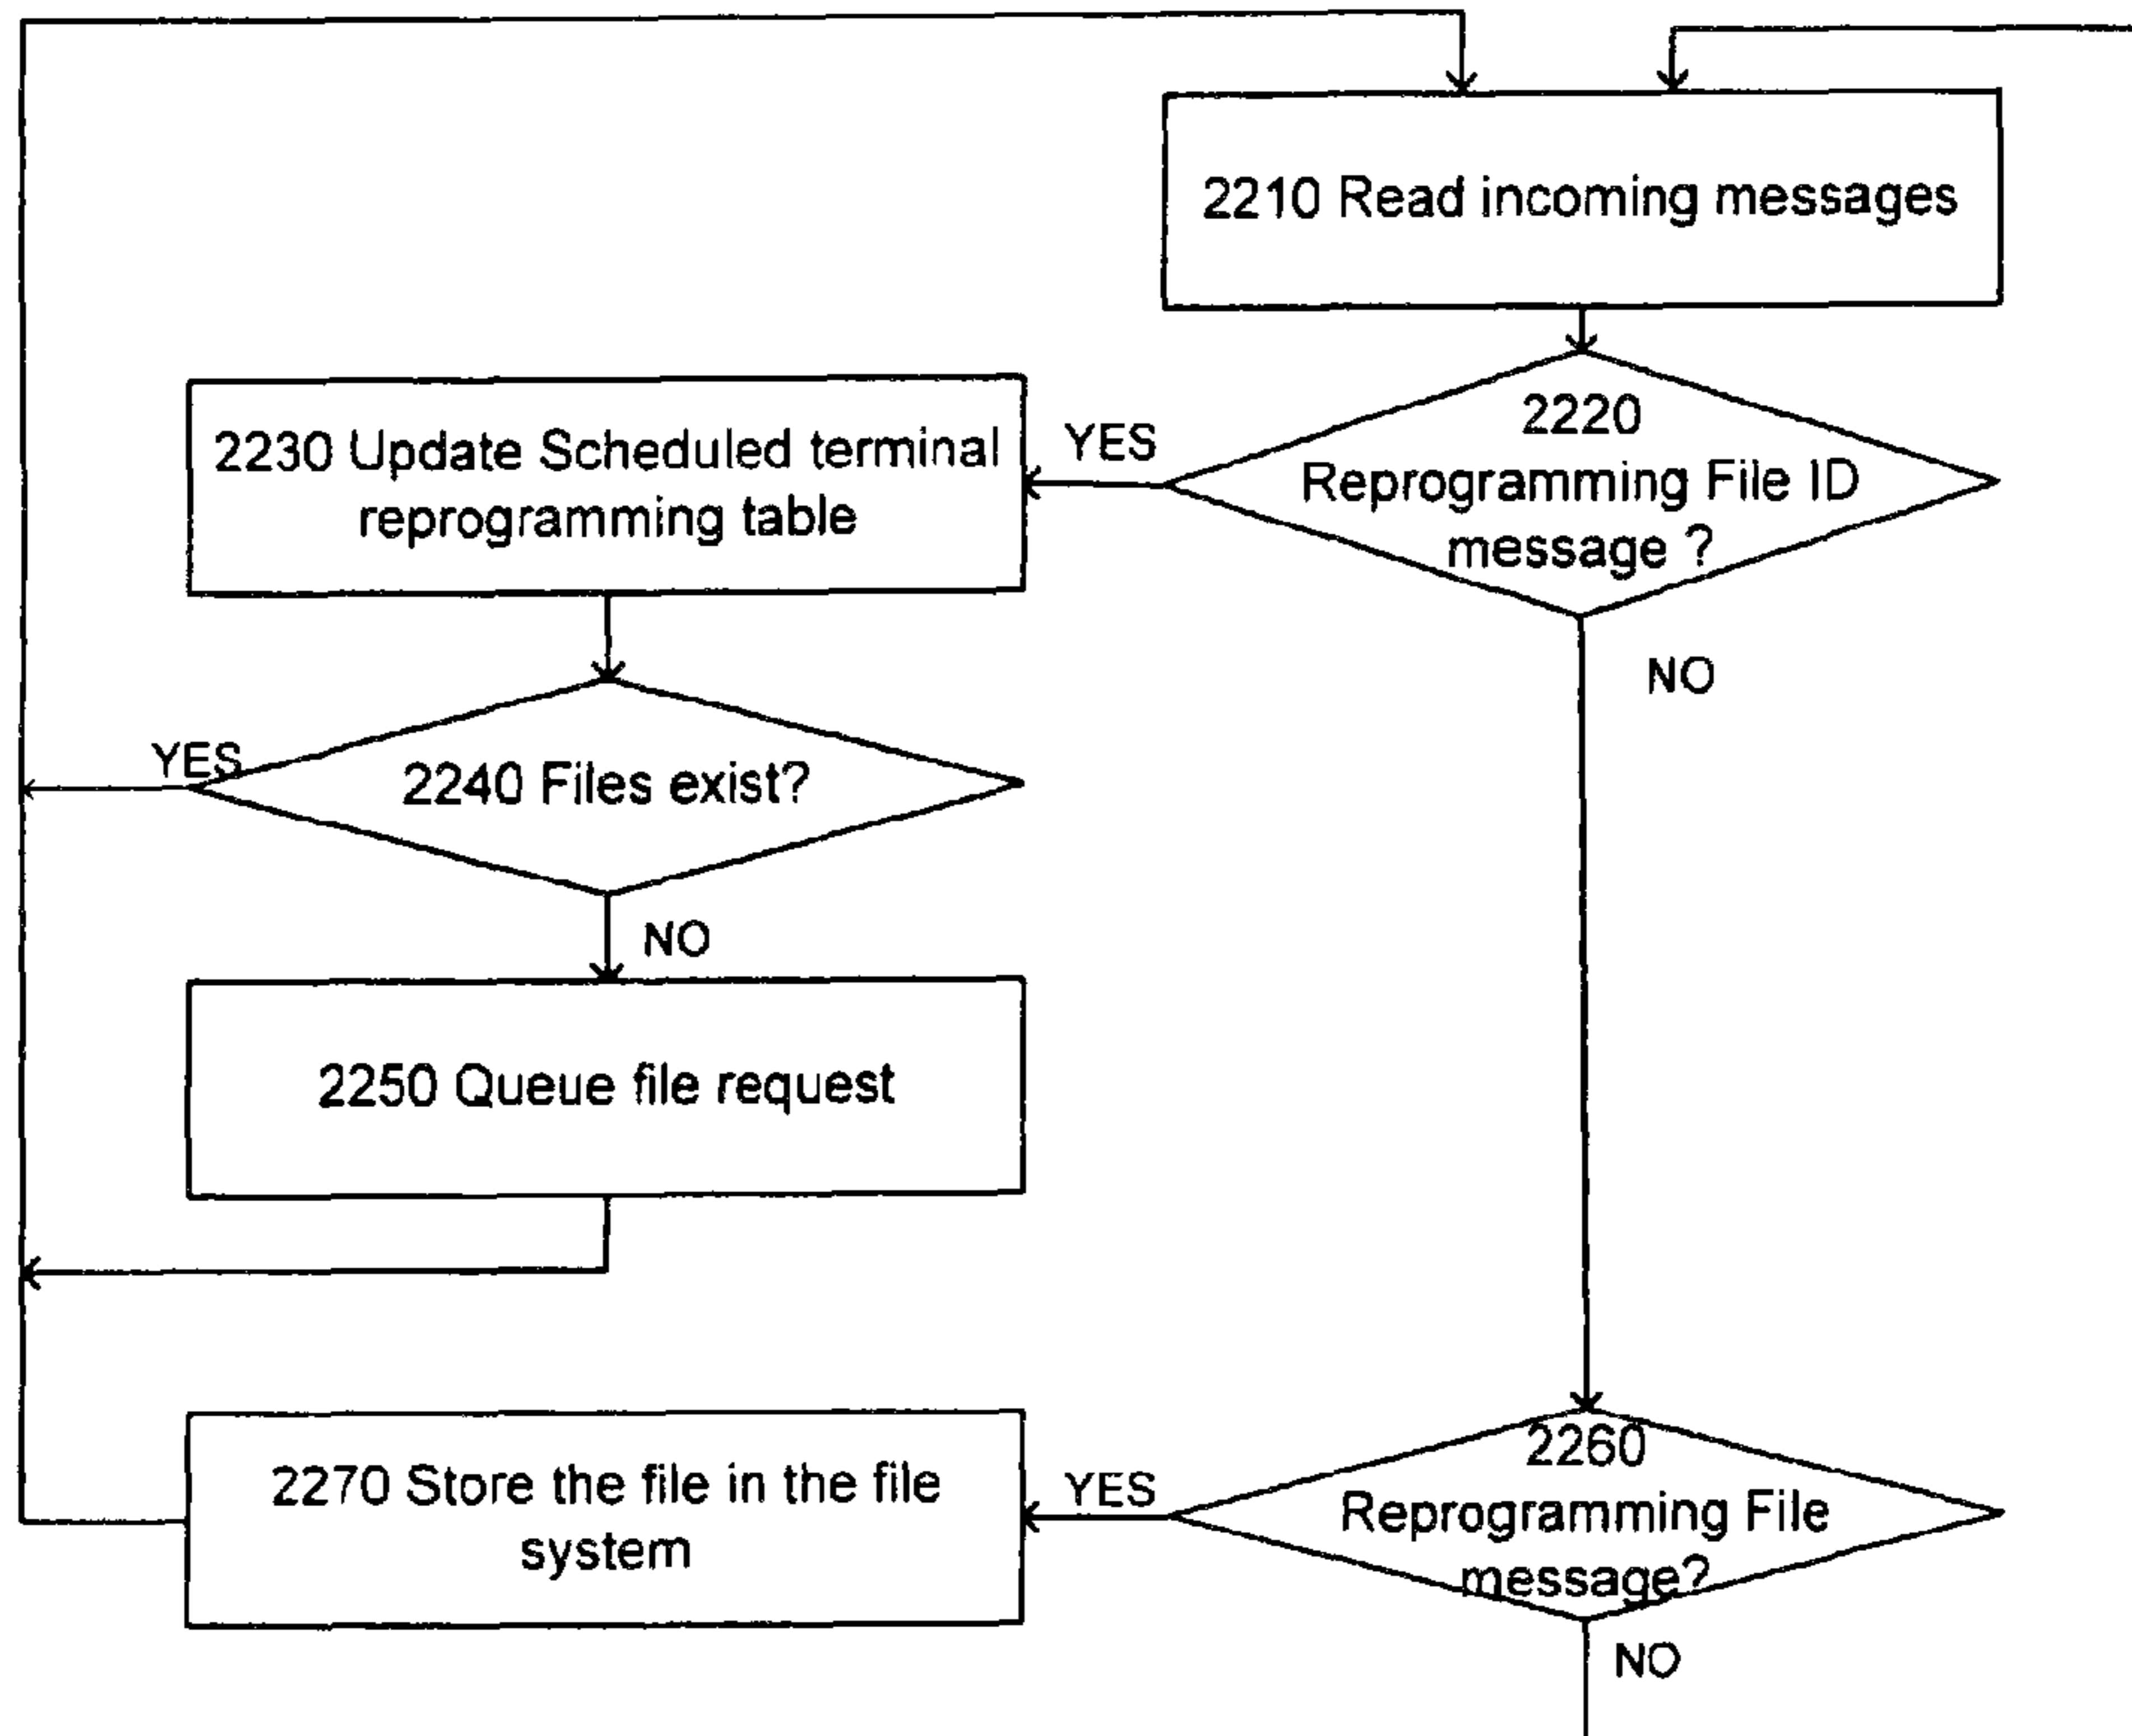 2210 Read incoming messages
2220
Reprogramming File ID
message ?
YES
NO
2230 Update Scheduled terminal
reprogramming table
2240 Files exist?
YES
NO
2250 Queue file request
2260
Reprogramming File
message?
YES
NO
2270 Store the file in the file
system